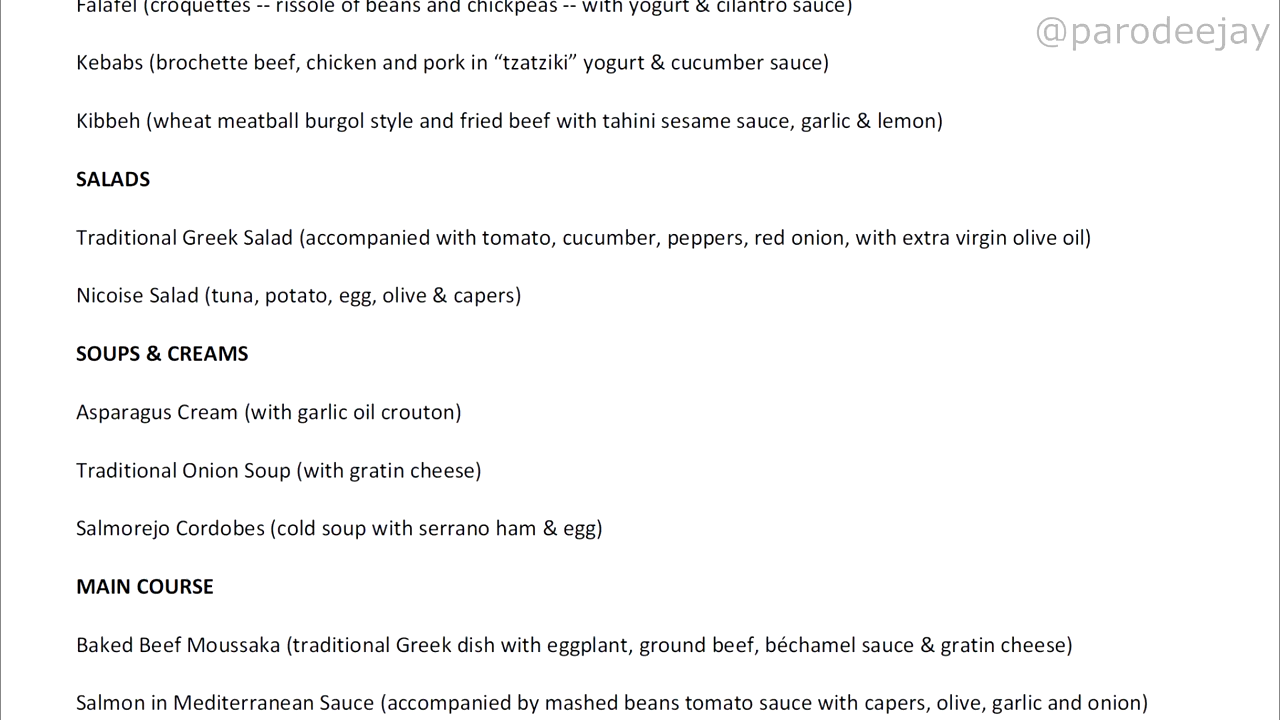 Falafel (croquettes -- rissole of beans and chickpeas -- with yogurt & cilantro sauce)
@parodeejay
Kebabs (brochette beef, chicken and pork in “tzatziki” yogurt & cucumber sauce)
Kibbeh (wheat meatball burgol style and fried beef with tahini sesame sauce, garlic & lemon)
SALADS
Traditional Greek Salad (accompanied with tomato, cucumber, peppers, red onion, with extra virgin olive oil)
Nicoise Salad (tuna, potato, egg, olive & capers)
SOUPS & CREAMS
Asparagus Cream (with garlic oil crouton)
Traditional Onion Soup (with gratin cheese)
Salmorejo Cordobes (cold soup with serrano ham & egg)
MAIN COURSE
Baked Beef Moussaka (traditional Greek dish with eggplant, ground beef, béchamel sauce & gratin cheese)
Salmon in Mediterranean Sauce (accompanied by mashed beans tomato sauce with capers, olive, garlic and onion)